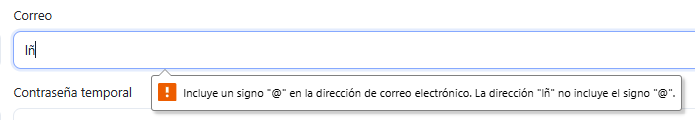 Correo
lñ
Incluye un signo "@" en la dirección de correo electrónico. La dirección "lñ" no incluye el signo "@".
Contraseña temporal